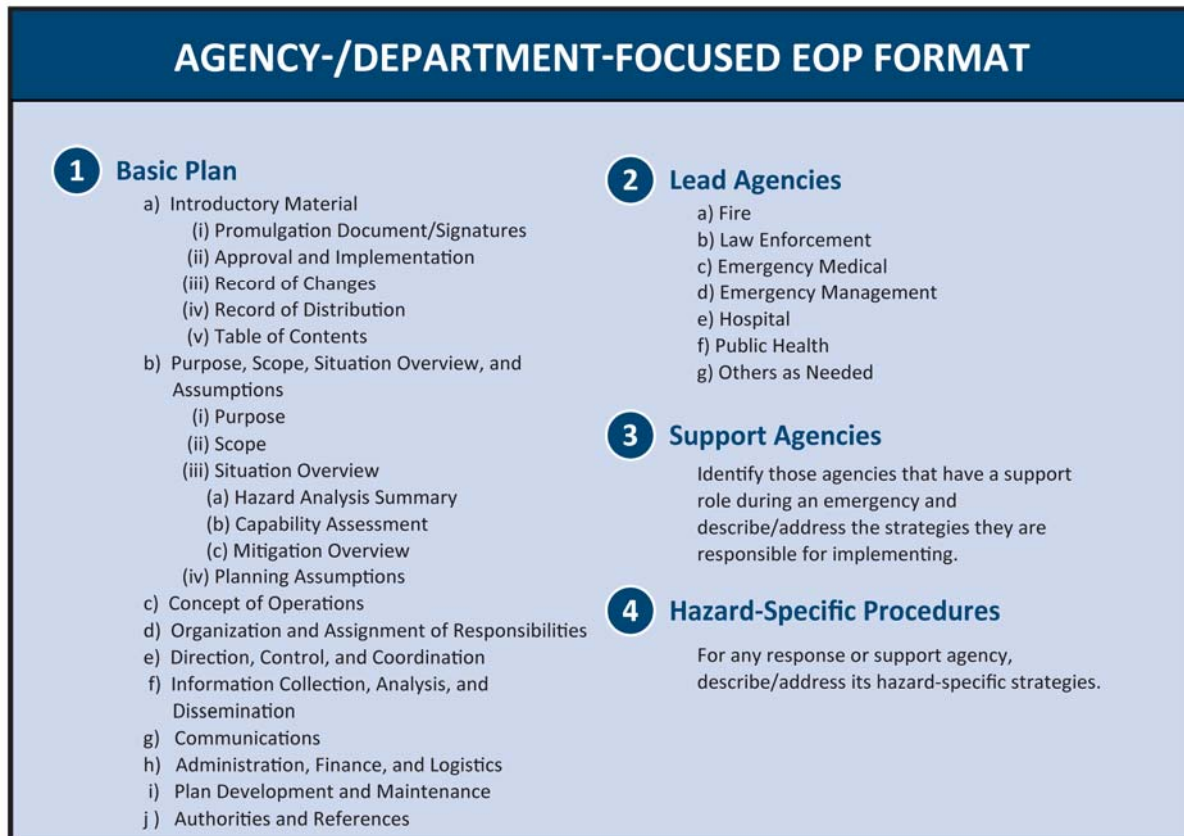 AGENCY-/DEPARTMENT-FOCUSED EOP FORMAT
1 Basic Plan
a) Introductory Material
(i) Promulgation Document/Signatures
(ii) Approval and Implementation
(iii) Record of Changes
(iv) Record of Distribution
(v) Table of Contents
b) Purpose, Scope, Situation Overview, and
Assumptions
(i) Purpose
(ii) Scope
(iii) Situation Overview
(a) Hazard Analysis Summary
(b) Capability Assessment
(c) Mitigation Overview
(iv) Planning Assumptions
c) Concept of Operations
d) Organization and Assignment of Responsibilities
e) Direction, Control, and Coordination
f) Information Collection, Analysis, and
Dissemination
g) Communications
h) Administration, Finance, and Logistics
i) Plan Development and Maintenance
j ) Authorities and References
2 Lead Agencies
a) Fire
b) Law Enforcement
c) Emergency Medical
d) Emergency Management
e) Hospital
f) Public Health
g) Others as Needed
3 Support Agencies
Identify those agencies that have a support
role during an emergency and
describe/address the strategies they are
responsible for implementing.
4 Hazard-Specific Procedures
For any response or support agency,
describe/address its hazard-specific strategies.